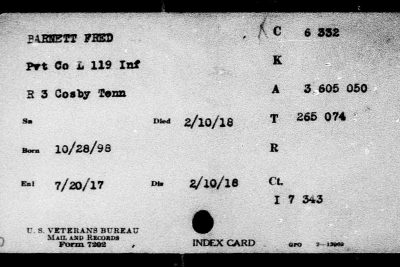 BARNETT FRED C 6 332
Pvt Co L 119 Inf K
R 3 Cosby Tenn A 3 605 050
Sn Died 2/10/18 T 265 074
Born 10/28/98 R
Enl 7/20/17 Dis 2/10/18 Ct.
I 7 343
U. S. VETERANS BUREAU
MAIL AND RECORDS
Form 7202 INDEX CARD GPO